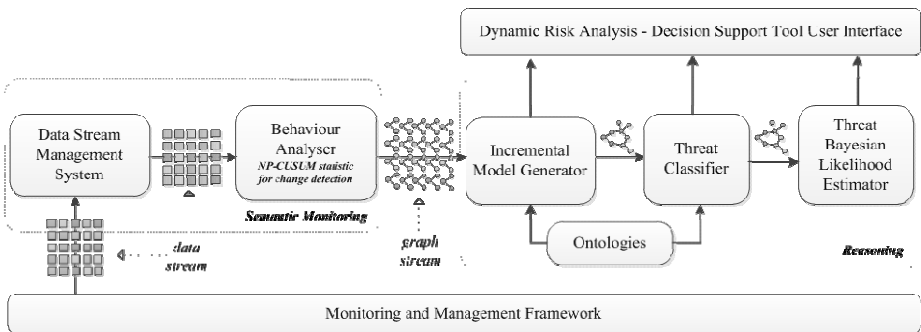 Dynamic Risk Analysis - Decision Support Tool User Interface
Data Stream
Management
System
Behaviour
Analyser
NP-CUSUM statistic
for change detection
Semantic Monitoring
Incremental
Model Generator
Threat
Classifier
Threat
Bayesian
Likelihood
Estimator
Ontologies
data
stream
graph
stream
Reasoning
Monitoring and Management Framework